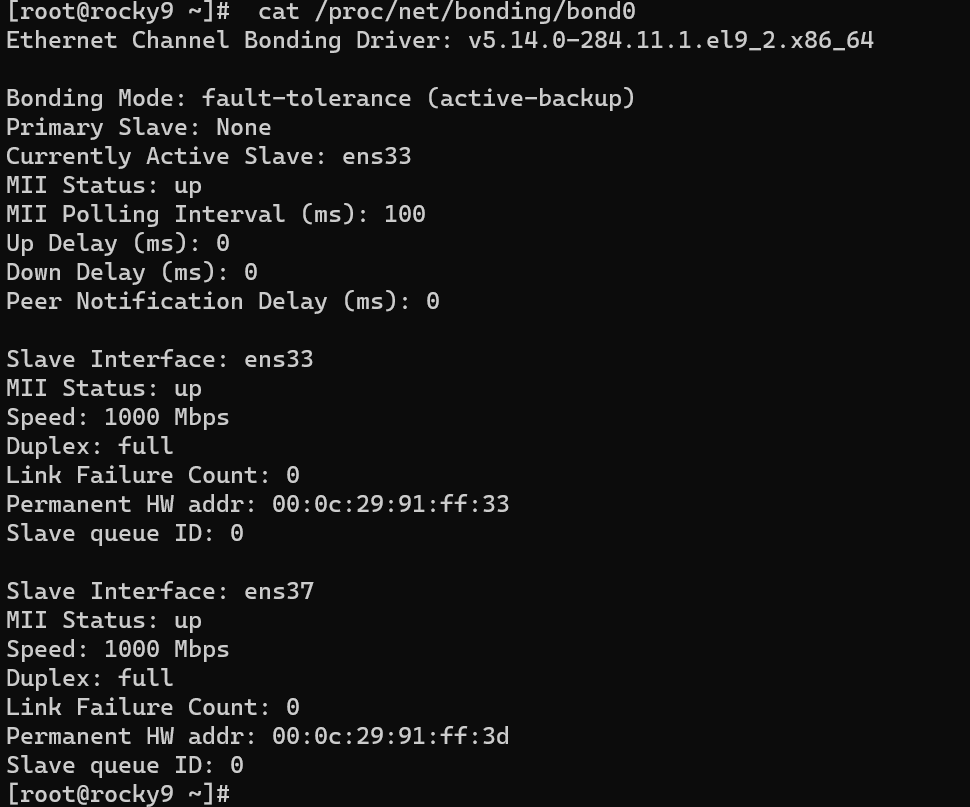 [root@rocky9 ~]#  cat /proc/net/bonding/bond0
Ethernet Channel Bonding Driver: v5.14.0-284.11.1.el9_2.x86_64

Bonding Mode: fault-tolerance (active-backup)
Primary Slave: None
Currently Active Slave: ens33
MII Status: up
MII Polling Interval (ms): 100
Up Delay (ms): 0
Down Delay (ms): 0
Peer Notification Delay (ms): 0

Slave Interface: ens33
MII Status: up
Speed: 1000 Mbps
Duplex: full
Link Failure Count: 0
Permanent HW addr: 00:0c:29:91:ff:33
Slave queue ID: 0

Slave Interface: ens37
MII Status: up
Speed: 1000 Mbps
Duplex: full
Link Failure Count: 0
Permanent HW addr: 00:0c:29:91:ff:3d
Slave queue ID: 0
[root@rocky9 ~]#